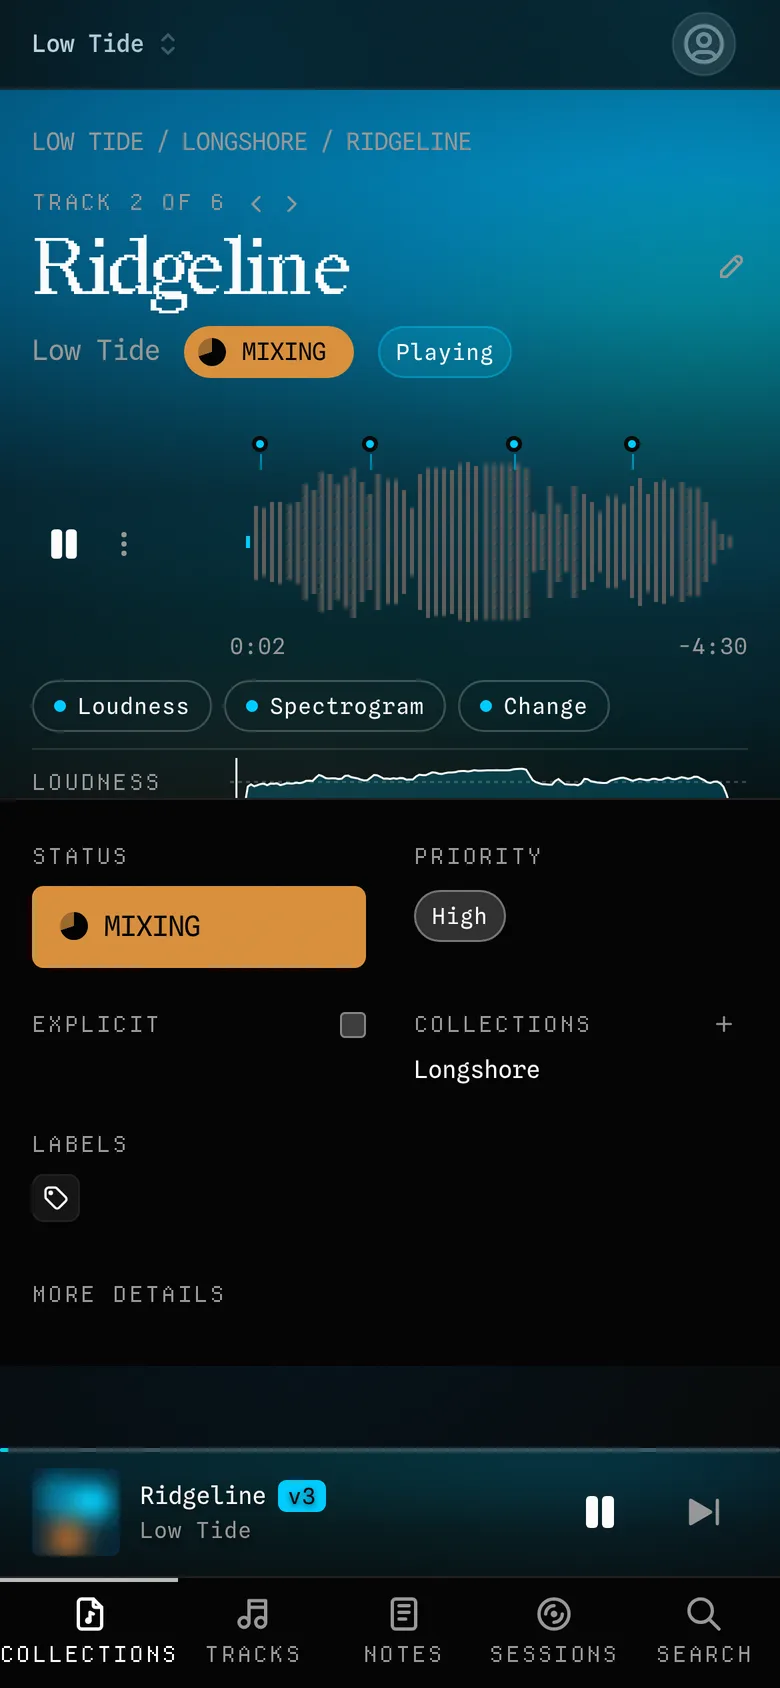 Low Tide
LOW TIDE / LONGSHORE / RIDGELINE
TRACK 2 OF 6
Ridgeline
Low Tide MIXING Playing
0:02 -4:30
Loudness Spectrogram Change
LOUDNESS
STATUS PRIORITY
MIXING High
EXPLICIT COLLECTIONS +
Longshore
LABELS
MORE DETAILS
Ridgeline v3
Low Tide
COLLECTIONS TRACKS NOTES SESSIONS SEARCH